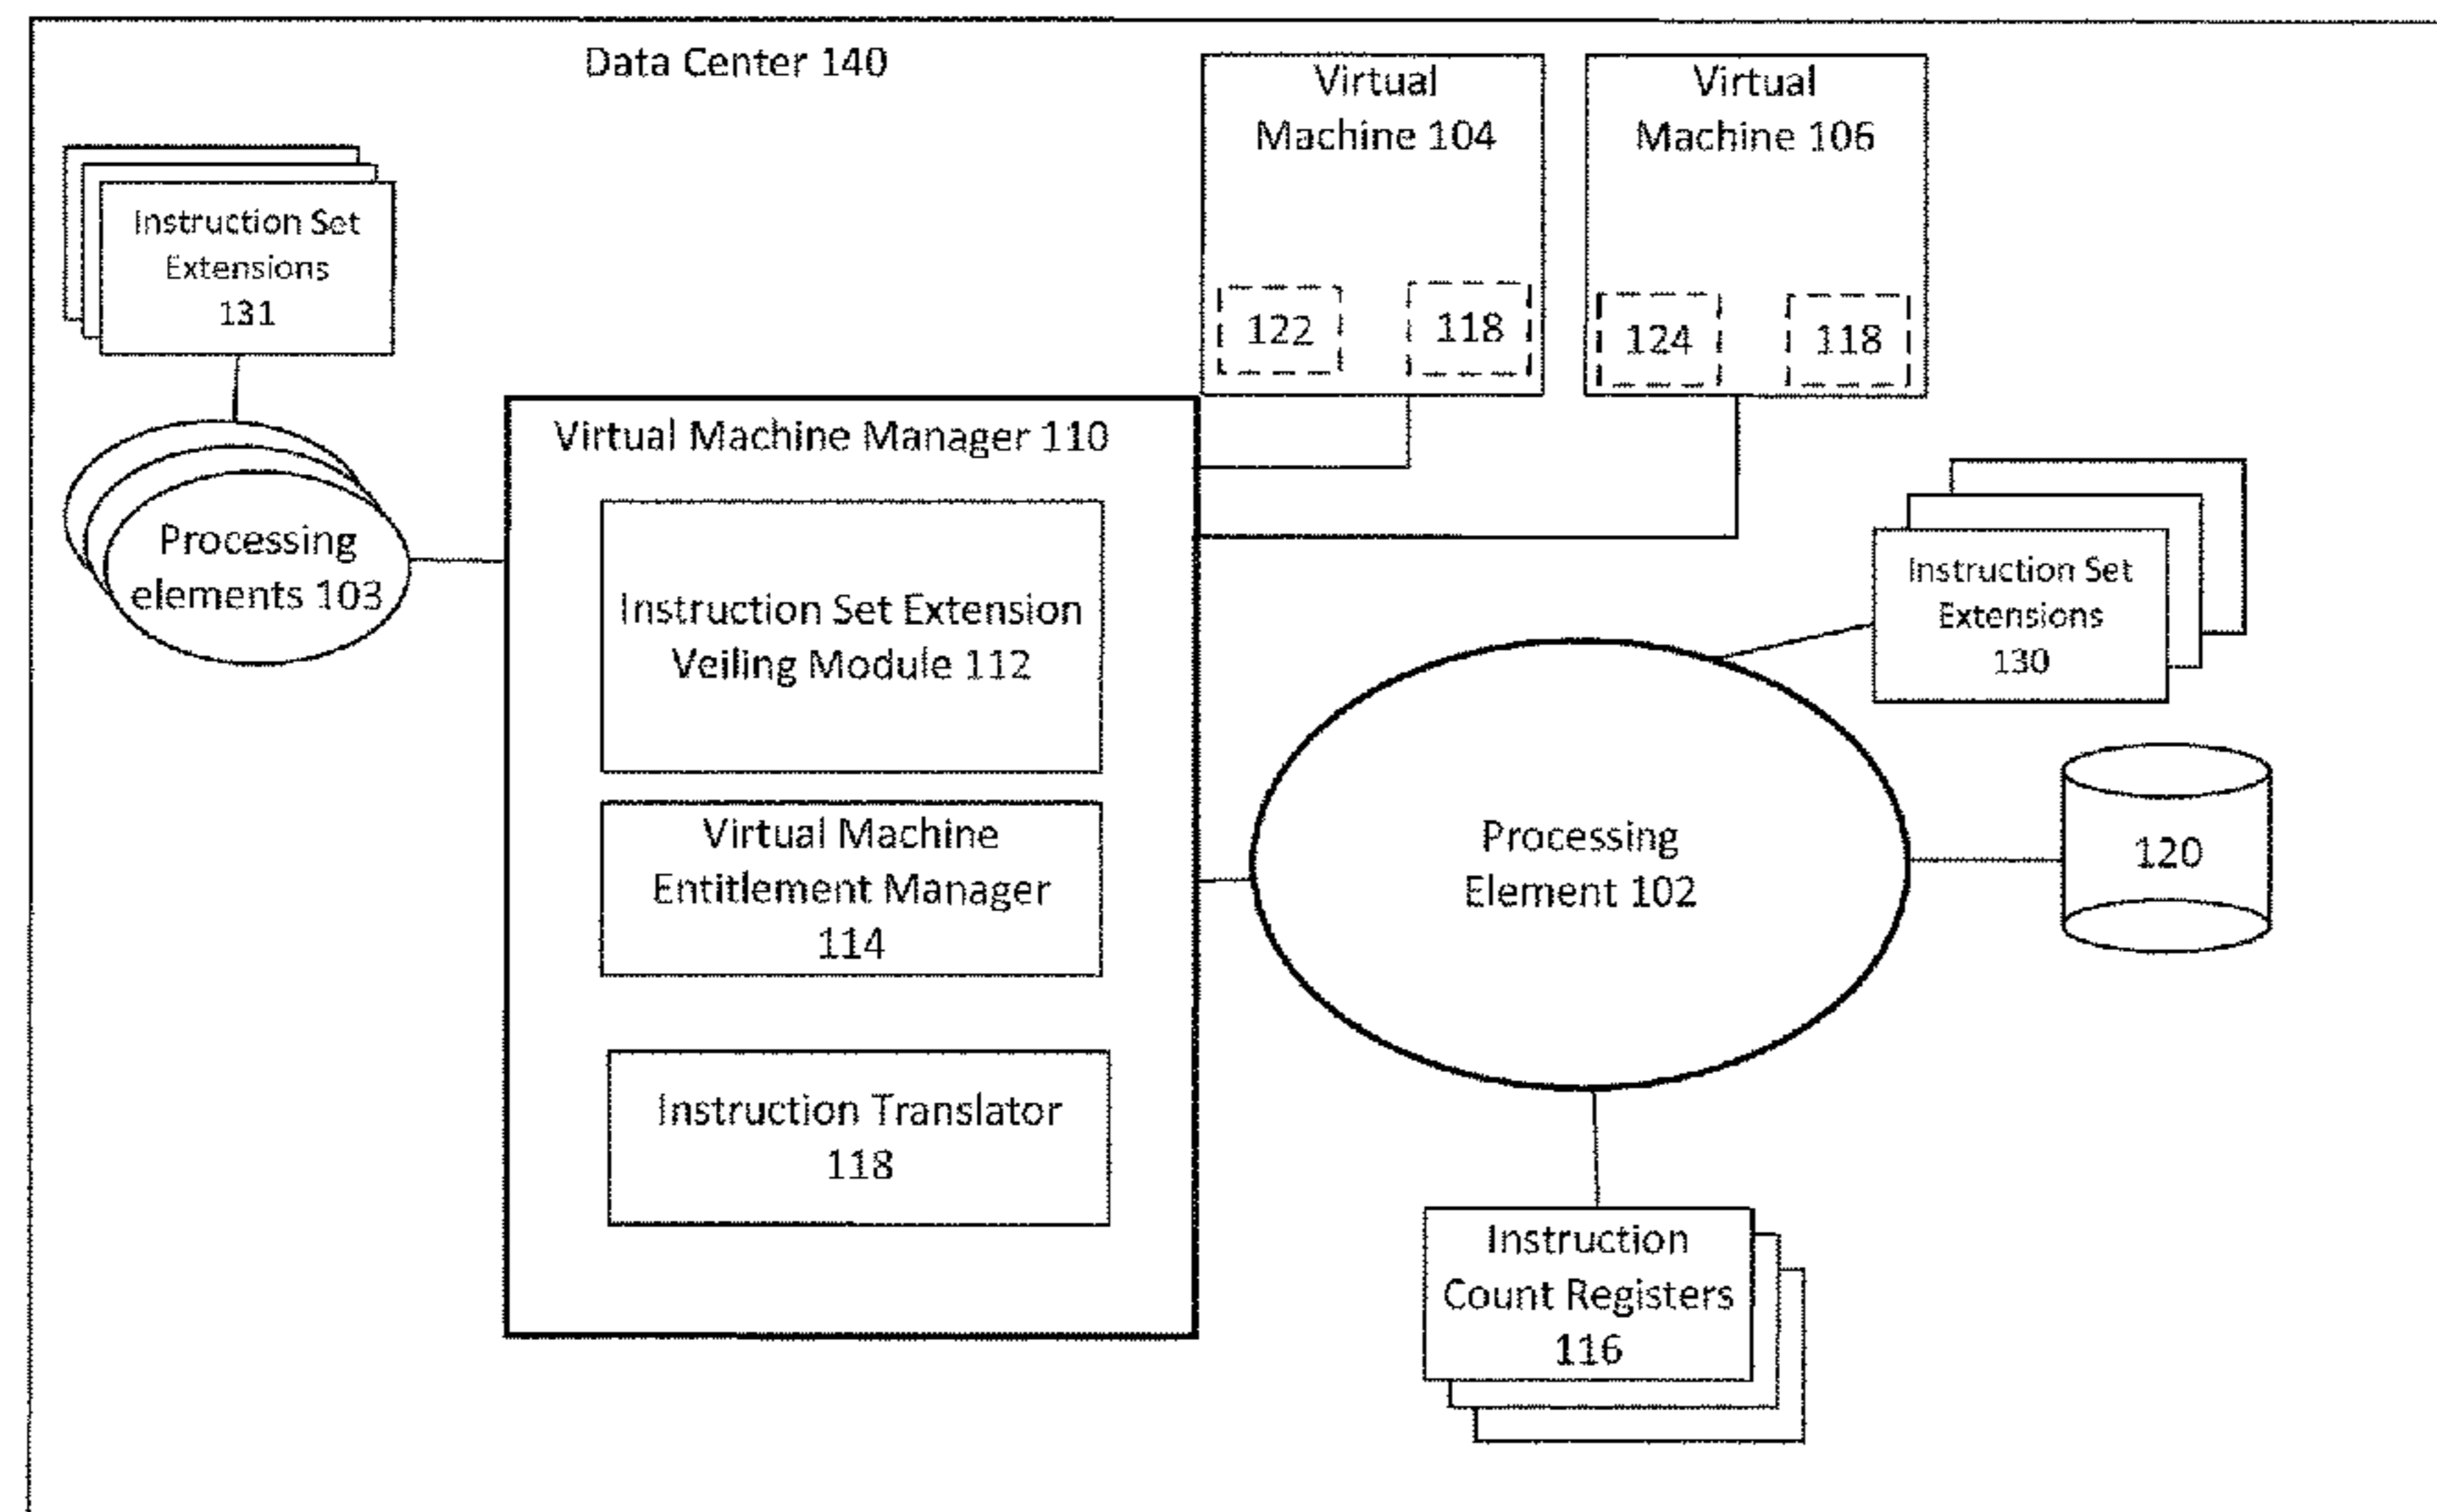 Data Center 140
Virtual
Machine 104
122
118
Virtual
Machine 106
124
118
Instruction Set
Extensions
131
Processing
elements 103
Virtual Machine Manager 110
Instruction Set Extension
Veiling Module 112
Virtual Machine
Entitlement Manager
114
Instruction Translator
118
Instruction Set
Extensions
130
Processing
Element 102
120
Instruction
Count Registers
116